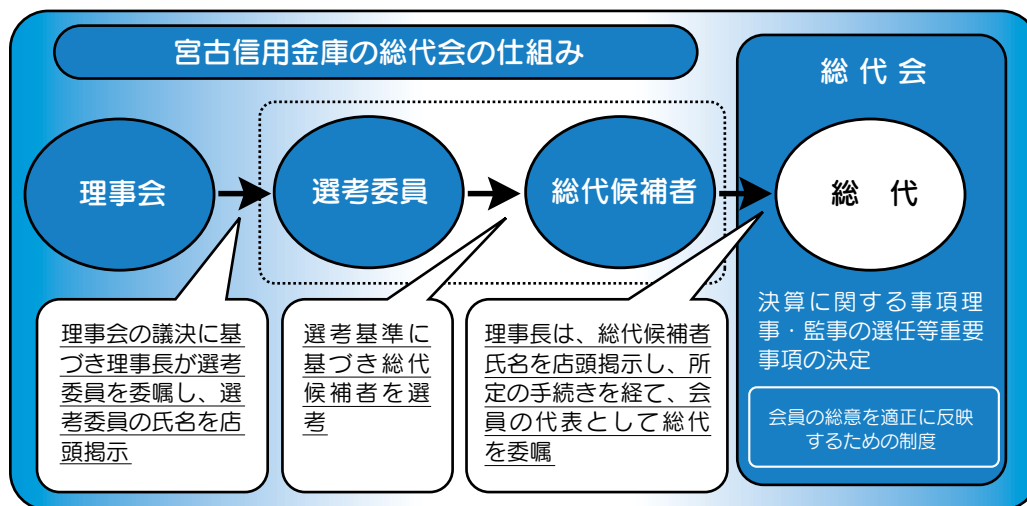 宮古信用金庫の総代会の仕組み
総代会
理事会
選考委員
総代候補者
総　代
理事会の議決に基
づき理事長が選考
委員を委嘱し、選
考委員の氏名を店
頭掲示
選考基準に
基づき総代
候補者を選
考
理事長は、総代候補者
氏名を店頭掲示し、所
定の手続きを経て、会
員の代表として総代
を委嘱
決算に関する事項理
事・監事の選任等重要
事項の決定
会員の総意を適正に反映
するための制度